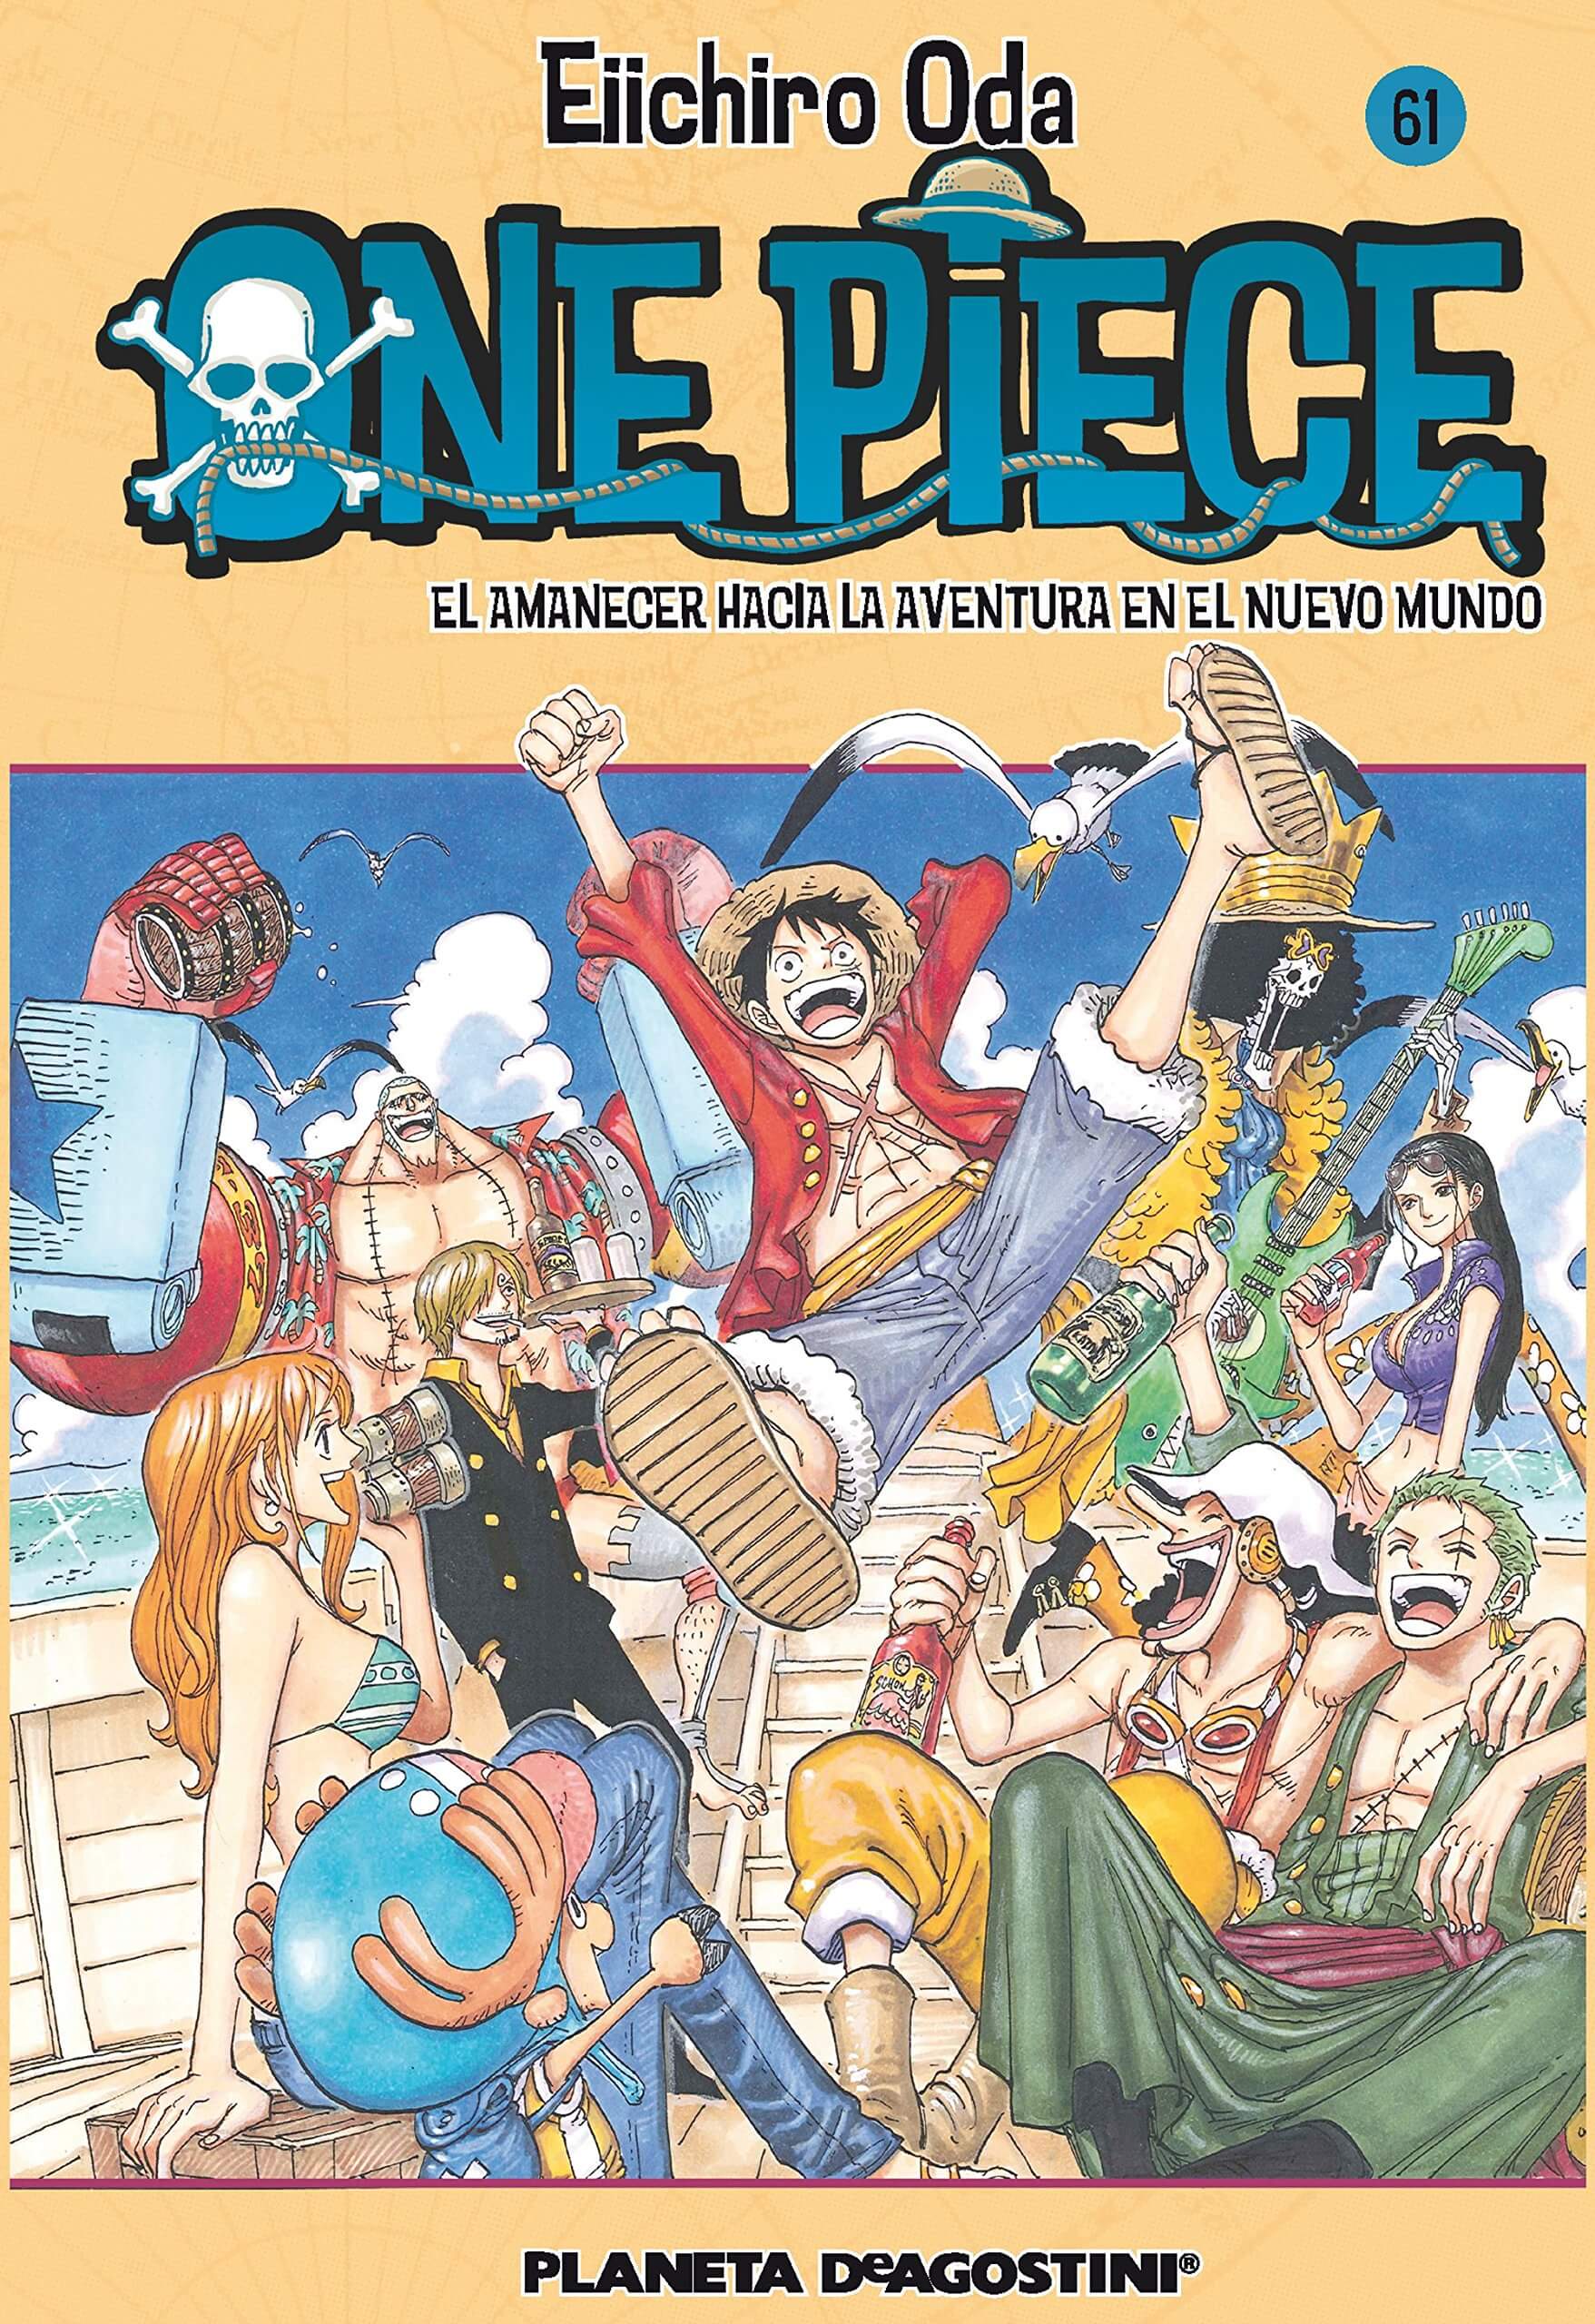 Eiichiro Oda
61
ONE PIECE
EL AMANECER HACIA LA AVENTURA EN EL NUEVO MUNDO
PLANETA DeAGOSTINI®